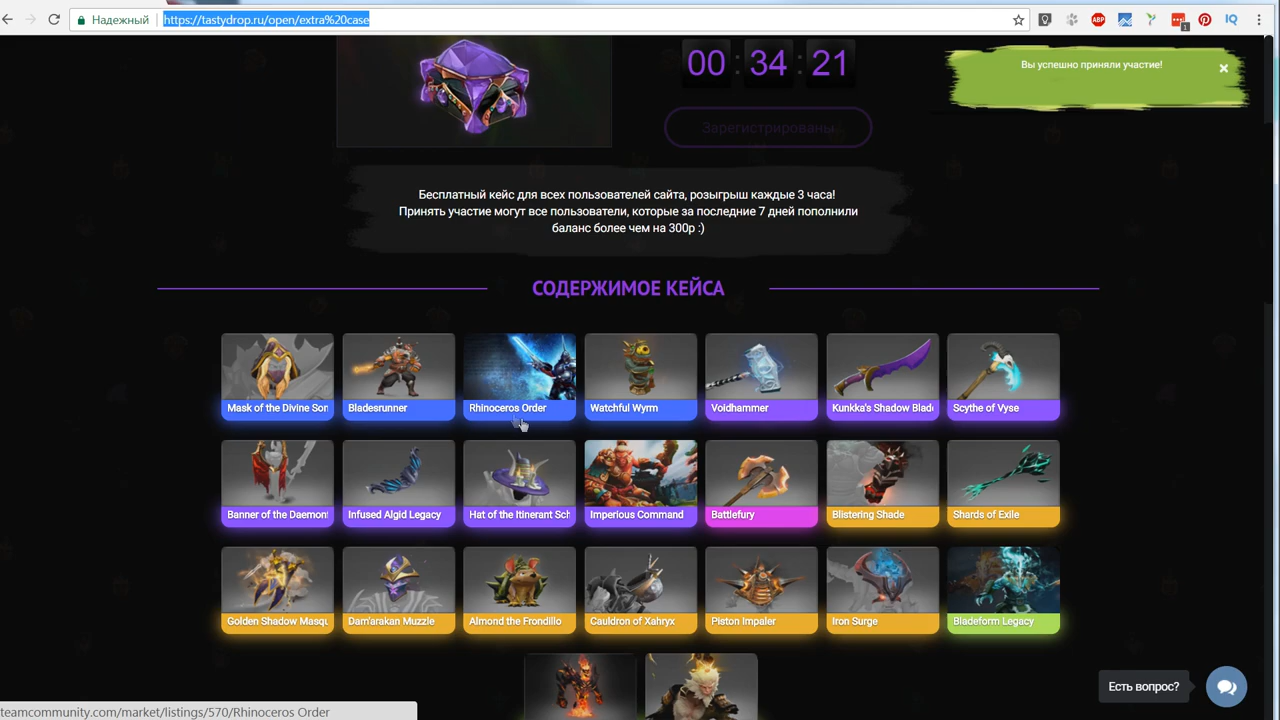 Надежный
https://tastydrop.ru/open/extra%20case
ABP
IQ
1
00 : 34 : 21
Вы успешно приняли участие!
Зарегистрированы
Бесплатный кейс для всех пользователей сайта, розыгрыш каждые 3 часа!
Принять участие могут все пользователи, которые за последние 7 дней пополнили
баланс более чем на 300р :)
СОДЕРЖИМОЕ КЕЙСА
Mask of the Divine Sor
Bladesrunner
Rhinoceros Order
Watchful Wyrm
Voidhammer
Kunkka's Shadow Blade
Scythe of Vyse
Banner of the Daemon
Infused Algid Legacy
Hat of the Itinerant Sch
Imperious Command
Battlefury
Blistering Shade
Shards of Exile
Golden Shadow Masqu
Dam'arakan Muzzle
Almond the Frondillo
Cauldron of Xahryx
Piston Impaler
Iron Surge
Bladeform Legacy
Есть вопрос?
teamcommunity.com/market/listings/570/Rhinoceros Order